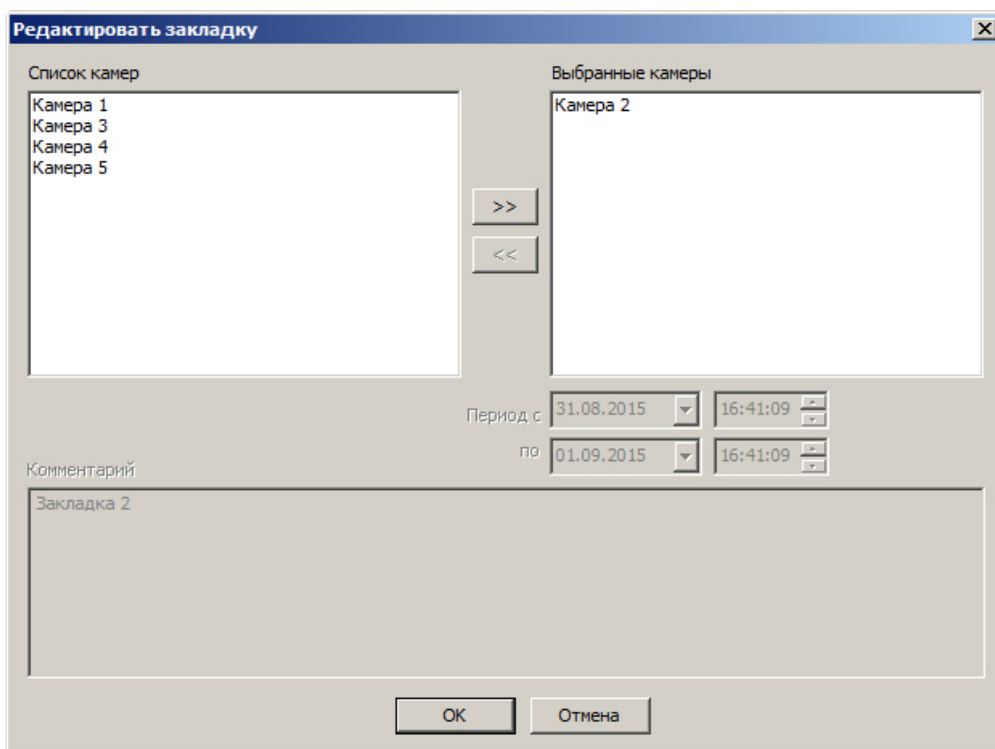 Редактировать закладку
Список камер
Выбранные камеры
Камера 1
Камера 3
Камера 4
Камера 5
Камера 2
>>
<<
Период с 31.08.2015 16:41:09
по 01.09.2015 16:41:09
Комментарий
Закладка 2
OK
Отмена